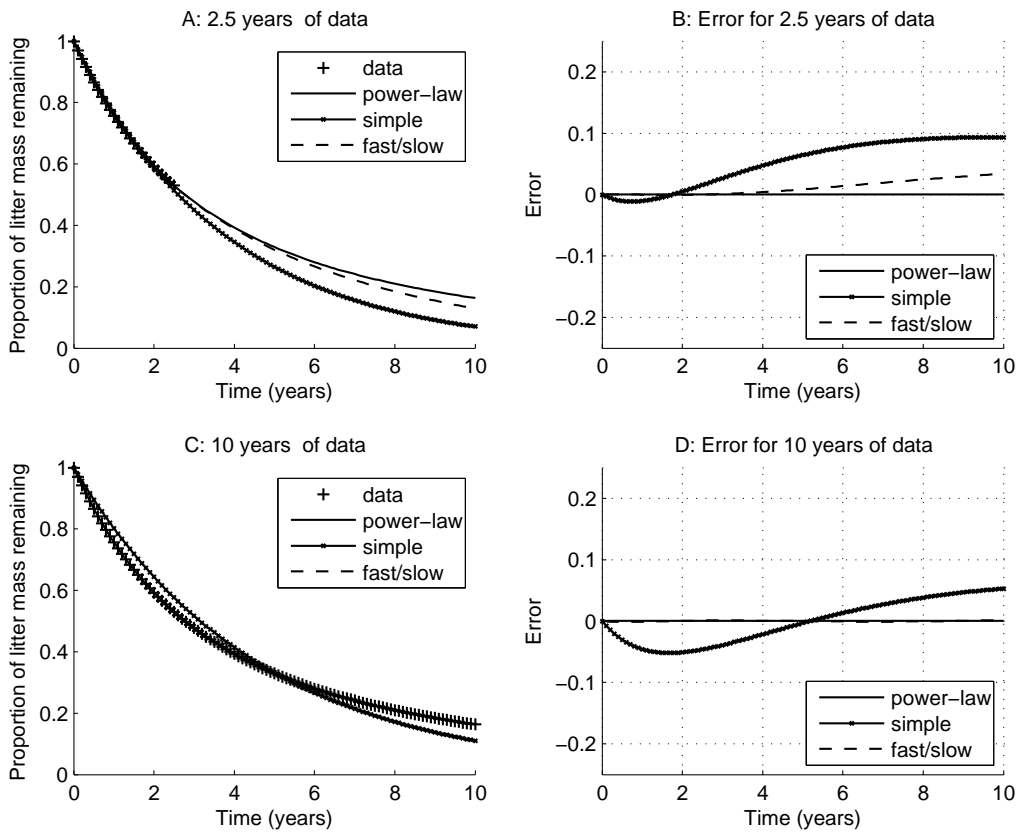 A: 2.5 years of data
Proportion of litter mass remaining
1
0.8
0.6
0.4
0.2
0
0 2 4 6 8 10
Time (years)
data
power−law
simple
fast/slow
B: Error for 2.5 years of data
Error
0.2
0.1
0
−0.1
−0.2
0 2 4 6 8 10
Time (years)
power−law
simple
fast/slow
C: 10 years of data
Proportion of litter mass remaining
1
0.8
0.6
0.4
0.2
0
0 2 4 6 8 10
Time (years)
data
power−law
simple
fast/slow
D: Error for 10 years of data
Error
0.2
0.1
0
−0.1
−0.2
0 2 4 6 8 10
Time (years)
power−law
simple
fast/slow